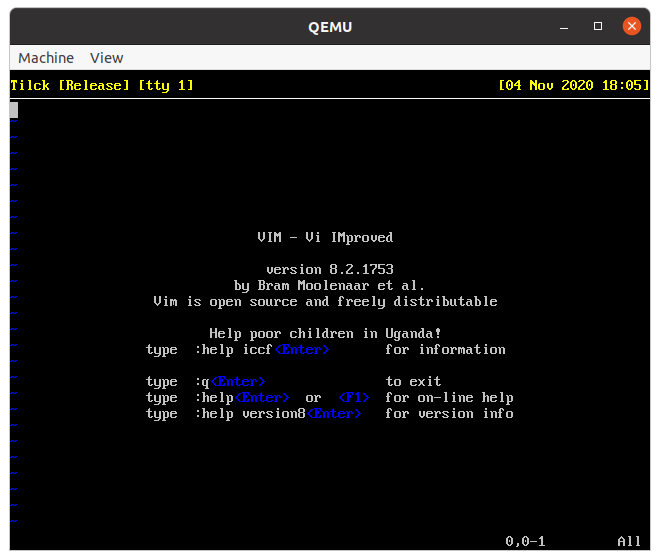 QEMU
Machine View
Tilck [Release] [tty 1] [04 Nov 2020 18:05]
~
~
~
~
~
~
~
VIM - Vi IMproved
~
~
version 8.2.1753
~
by Bram Moolenaar et al.
~
Vim is open source and freely distributable
~
~
Help poor children in Uganda!
~
type :help iccf<Enter> for information
~
~
type :q<Enter> to exit
~
type :help<Enter> or <F1> for on-line help
~
type :help version8<Enter> for version info
~
~
~
~
~
~
~
0,0-1 All